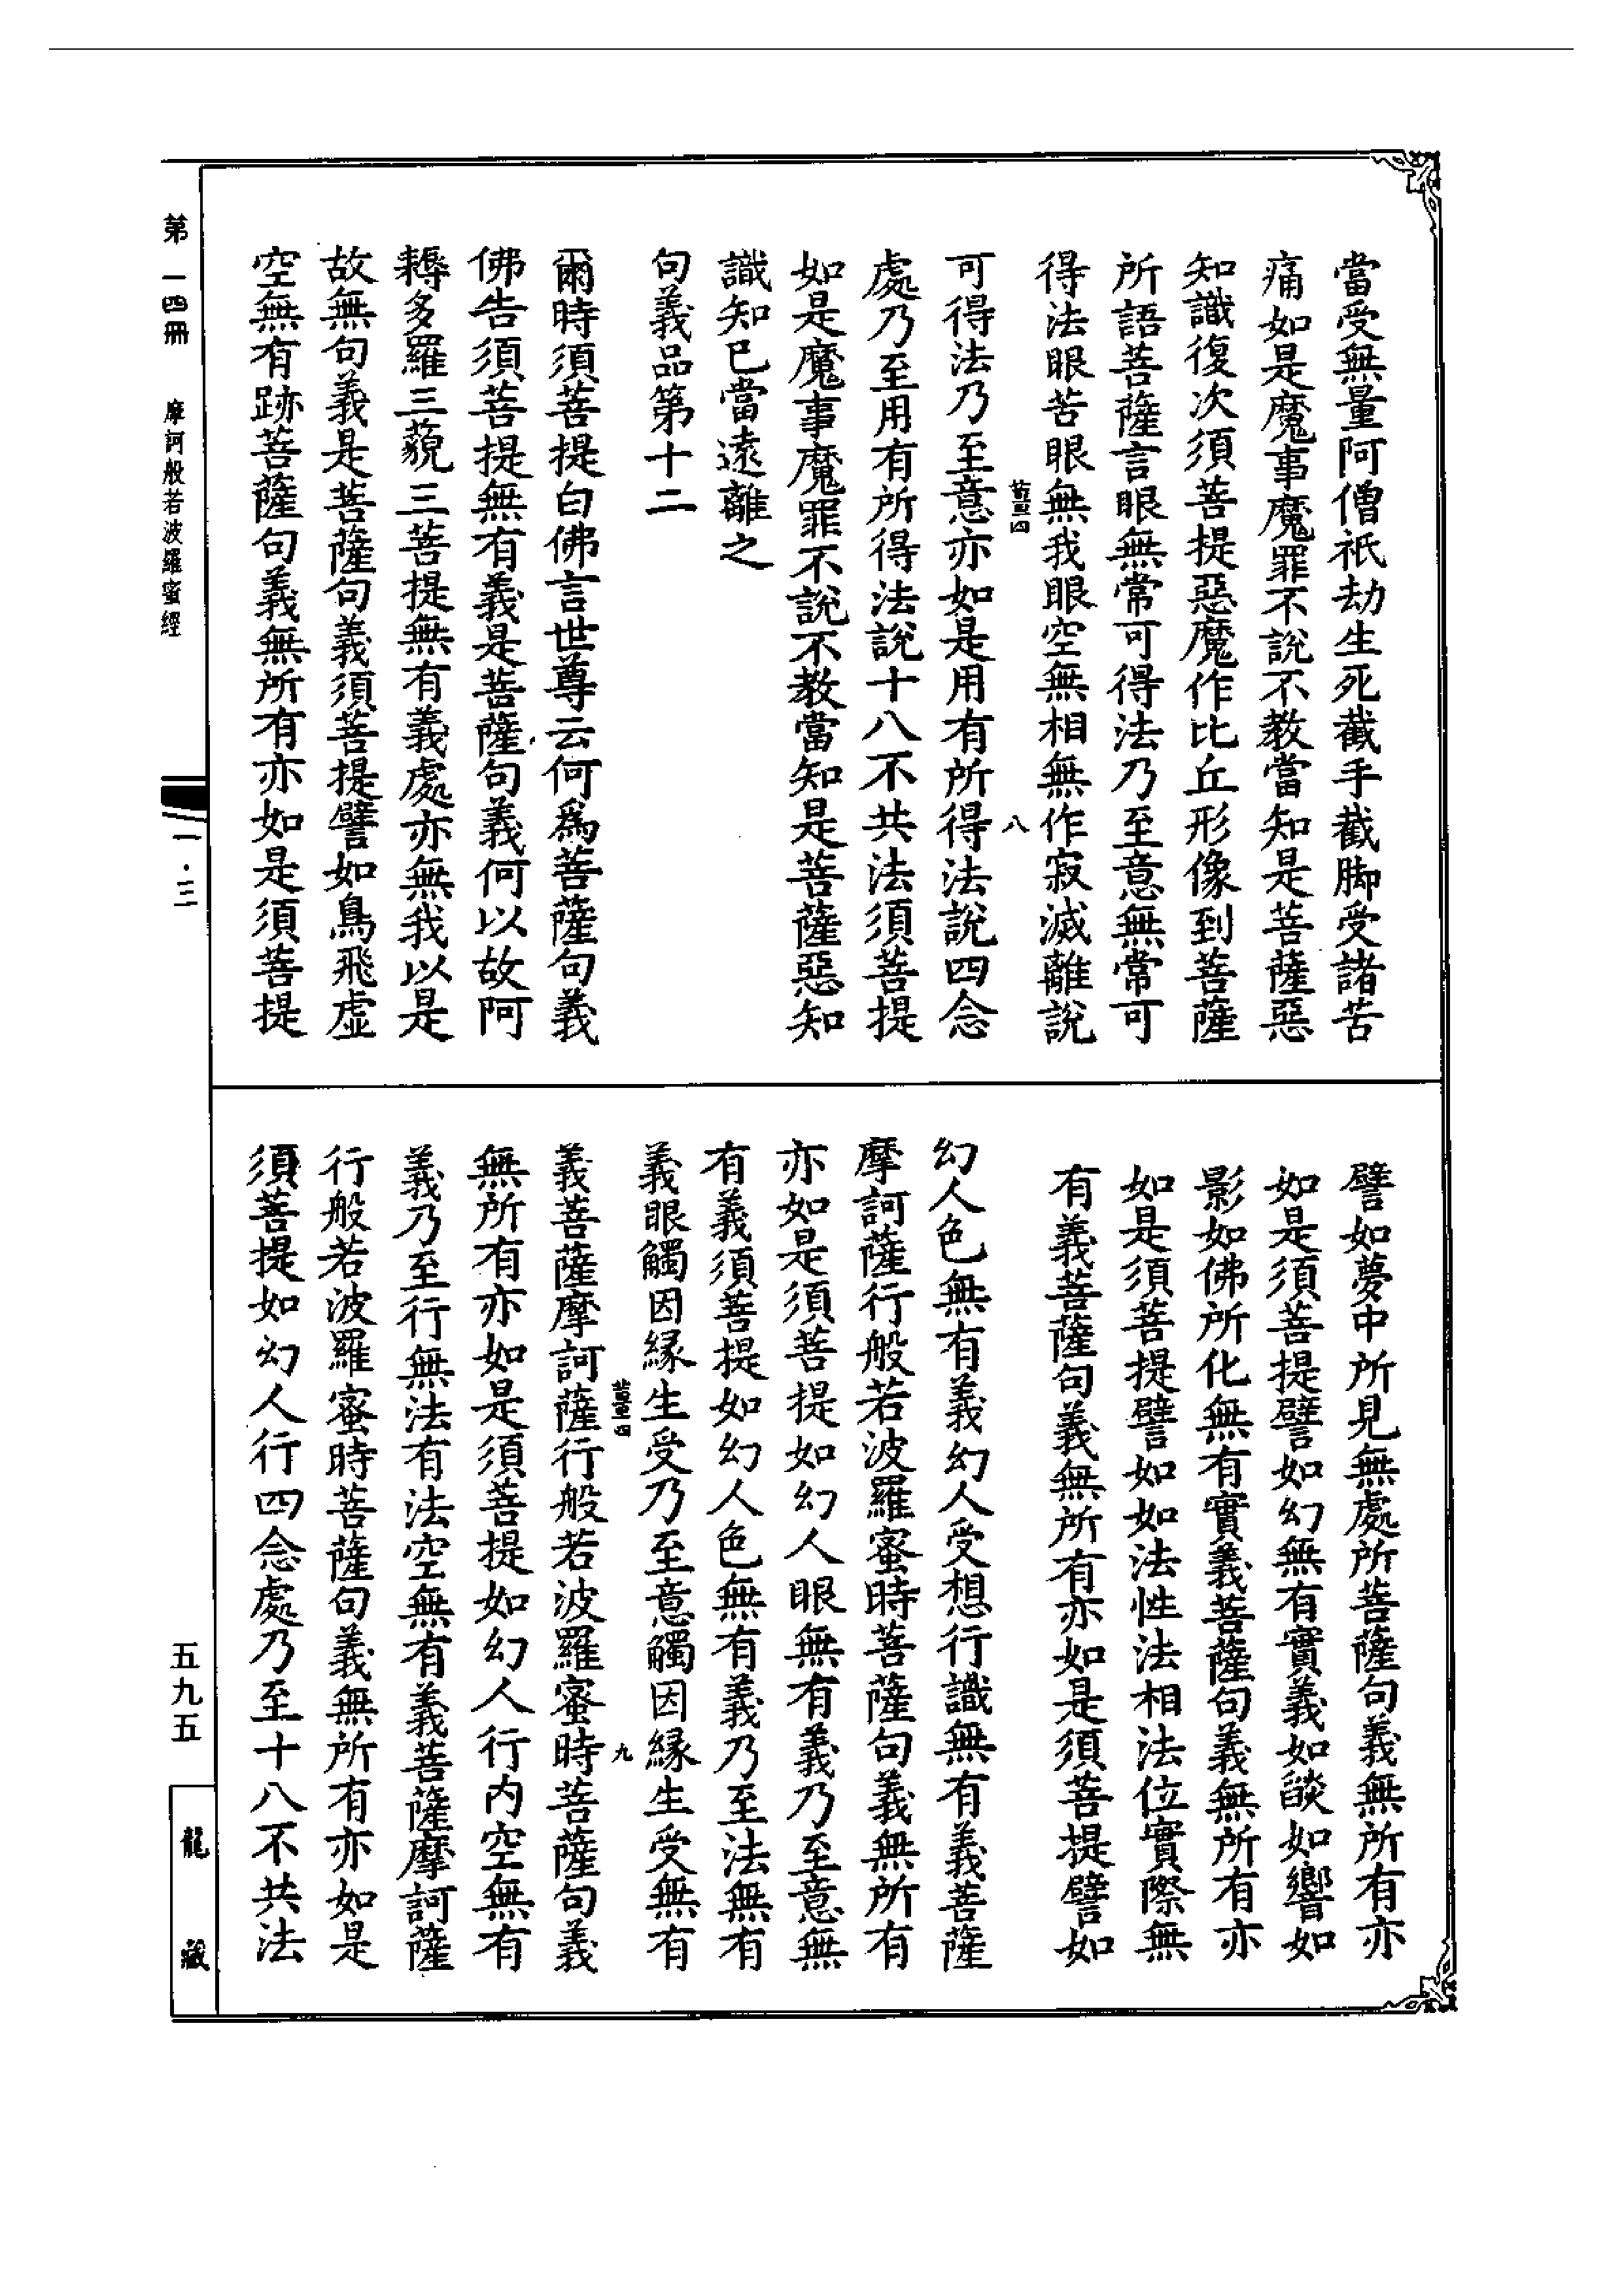 當受無量阿僧祇劫生死截手截脚受諸苦
痛如是魔事魔罪不說不教當知是菩薩惡
知識復次須菩提惡魔作比丘形像到菩薩
所語菩薩言眼無常可得法乃至意無常可
得法眼苦眼無我眼空無相無作寂滅離說
八
可得法乃至意亦如是用有所得法說四念
處乃至用有所得法說十八不共法須菩提
如是魔事魔罪不說不教當知是菩薩惡知
識知已當遠離之
句義品第十二
爾時須菩提白佛言世尊云何爲菩薩句義
佛告須菩提無有義是菩薩句義何以故阿
耨多羅三藐三菩提無有義處亦無我以是
故無句義是菩薩句義須菩提譬如鳥飛虛
空無有跡菩薩句義無所有亦如是須菩提
譬如夢中所見無處所菩薩句義無所有亦
如是須菩提譬如幻無有實義如燄如響如
影如佛所化無有實義菩薩句義無所有亦
如是須菩提譬如如法性法相法位實際無
有義菩薩句義無所有亦如是須菩提譬如
幻人色無有義幻人受想行識無有義菩薩
摩訶薩行般若波羅蜜時菩薩句義無所有
亦如是須菩提如幻人眼無有義乃至意無
有義須菩提如幻人色無有義乃至法無有
義眼觸因緣生受乃至意觸因緣生受無有
九
義菩薩摩訶薩行般若波羅蜜時菩薩句義
無所有亦如是須菩提如幻人行內空無有
義乃至行無法有法空無有義菩薩摩訶薩
行般若波羅蜜時菩薩句義無所有亦如是
須菩提如幻人行四念處乃至十八不共法
第一四冊 摩訶般若波羅蜜經
一·三
五九五
龍藏